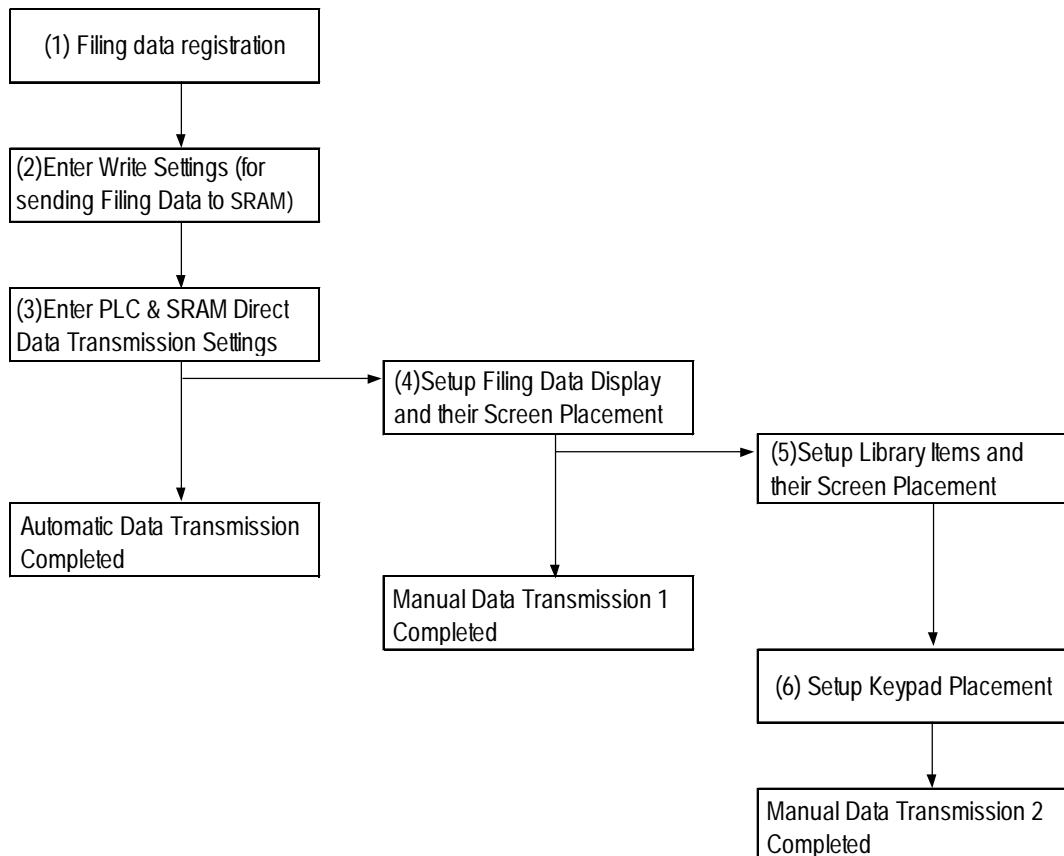 (1) Filing data registration
(2)Enter Write Settings (for
sending Filing Data to SRAM)
(3)Enter PLC & SRAM Direct
Data Transmission Settings
(4)Setup Filing Data Display
and their Screen Placement
(5)Setup Library Items and
their Screen Placement
Automatic Data Transmission
Completed
Manual Data Transmission 1
Completed
(6) Setup Keypad Placement
Manual Data Transmission 2
Completed